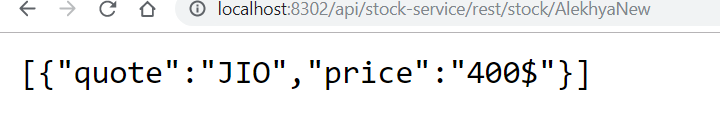 localhost:8302/api/stock-service/rest/stock/AlekhyaNew
[{"quote":"JIO","price":"400$"}]